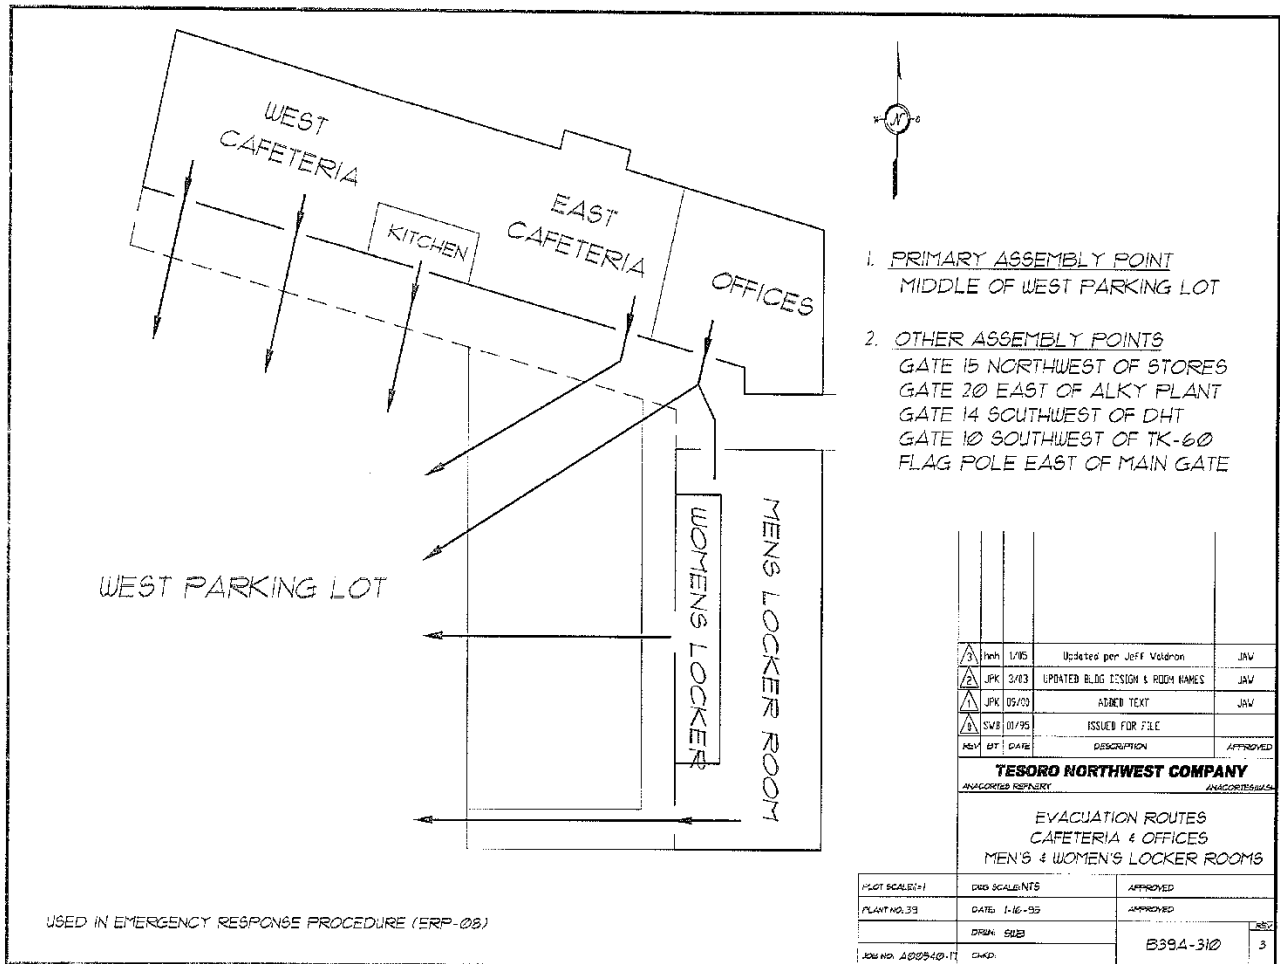 WEST
CAFETERIA
KITCHEN
EAST
CAFETERIA
OFFICES
N
1. PRIMARY ASSEMBLY POINT
MIDDLE OF WEST PARKING LOT
2. OTHER ASSEMBLY POINTS
GATE 15 NORTHWEST OF STORES
GATE 20 EAST OF ALKY PLANT
GATE 14 SOUTHWEST OF DHT
GATE 10 SOUTHWEST OF TK-60
FLAG POLE EAST OF MAIN GATE
WOMENS LOCKER
MENS LOCKER ROOM
WEST PARKING LOT
3 hnh 1/05 Updated per Jeff Valdron JAW
2 JPK 3/03 UPDATED BLDG DESIGN & ROOM NAMES JAW
1 JPK 05/00 ADDED TEXT JAW
0 SWB 01/95 ISSUED FOR FILE
REV BY DATE DESCRIPTION APPROVED
TESORO NORTHWEST COMPANY
ANACORTES REFINERY ANACORTES
EVACUATION ROUTES
CAFETERIA & OFFICES
MEN'S & WOMEN'S LOCKER ROOMS
PLOT SCALE:1=1 DWG SCALE:NTS APPROVED
PLANT NO. 39 DATE: 1-16-95 APPROVED
DRWN: SWB
JOB NO: A00540-17 CHKD: B39A-310 REV 3
USED IN EMERGENCY RESPONSE PROCEDURE (ERP-08)